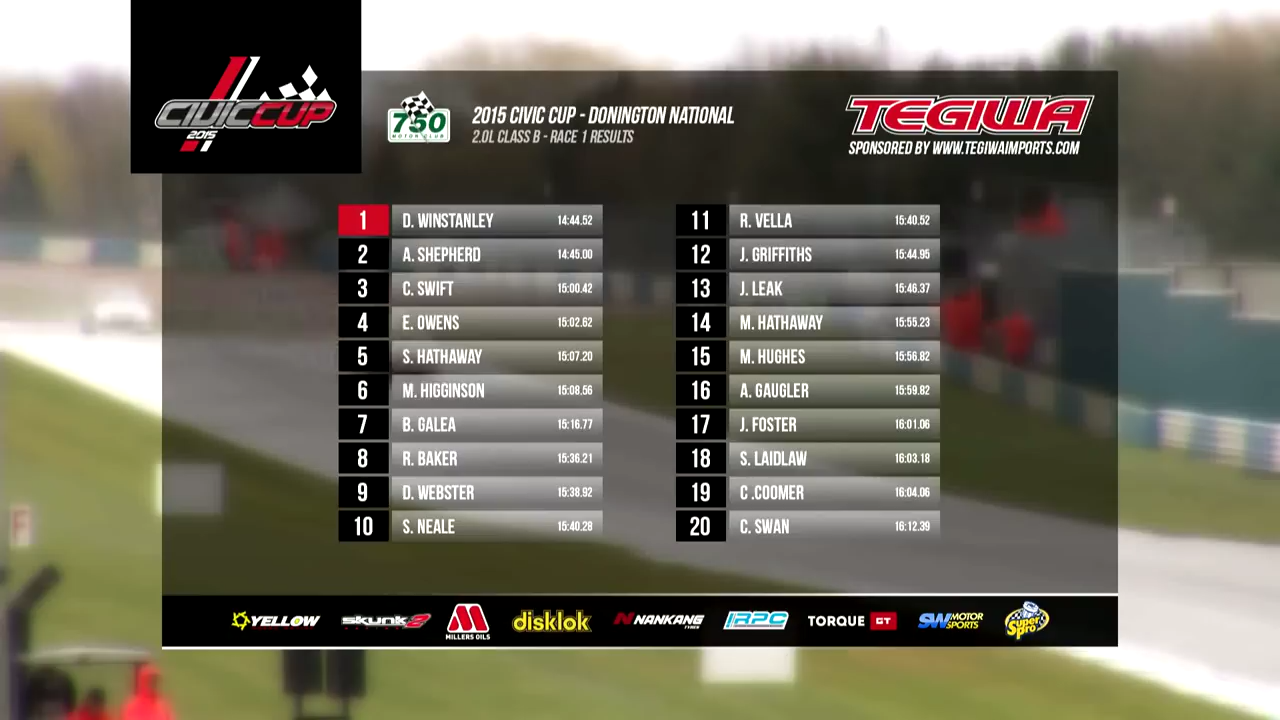 CIVIC CUP
2015
750
MOTOR CLUB
2015 CIVIC CUP - DONINGTON NATIONAL
2.0L CLASS B - RACE 1 RESULTS
TEGIWA
SPONSORED BY WWW.TEGIWAIMPORTS.COM
1 D. WINSTANLEY 14:44.52
2 A. SHEPHERD 14:45.00
3 C. SWIFT 15:00.42
4 E. OWENS 15:02.62
5 S. HATHAWAY 15:07.20
6 M. HIGGINSON 15:08.56
7 B. GALEA 15:16.77
8 R. BAKER 15:36.21
9 D. WEBSTER 15:38.92
10 S. NEALE 15:40.28
11 R. VELLA 15:40.52
12 J. GRIFFITHS 15:44.95
13 J. LEAK 15:46.37
14 M. HATHAWAY 15:55.23
15 M. HUGHES 15:56.82
16 A. GAUGLER 15:59.82
17 J. FOSTER 16:01.06
18 S. LAIDLAW 16:03.18
19 C .COOMER 16:04.06
20 C. SWAN 16:12.39
F
YELLOW
skunk2
MILLERS OILS
disklok
NANKANG
TYRES
RPC
TORQUE GT
SW MOTOR
SPORTS
Super
Pro